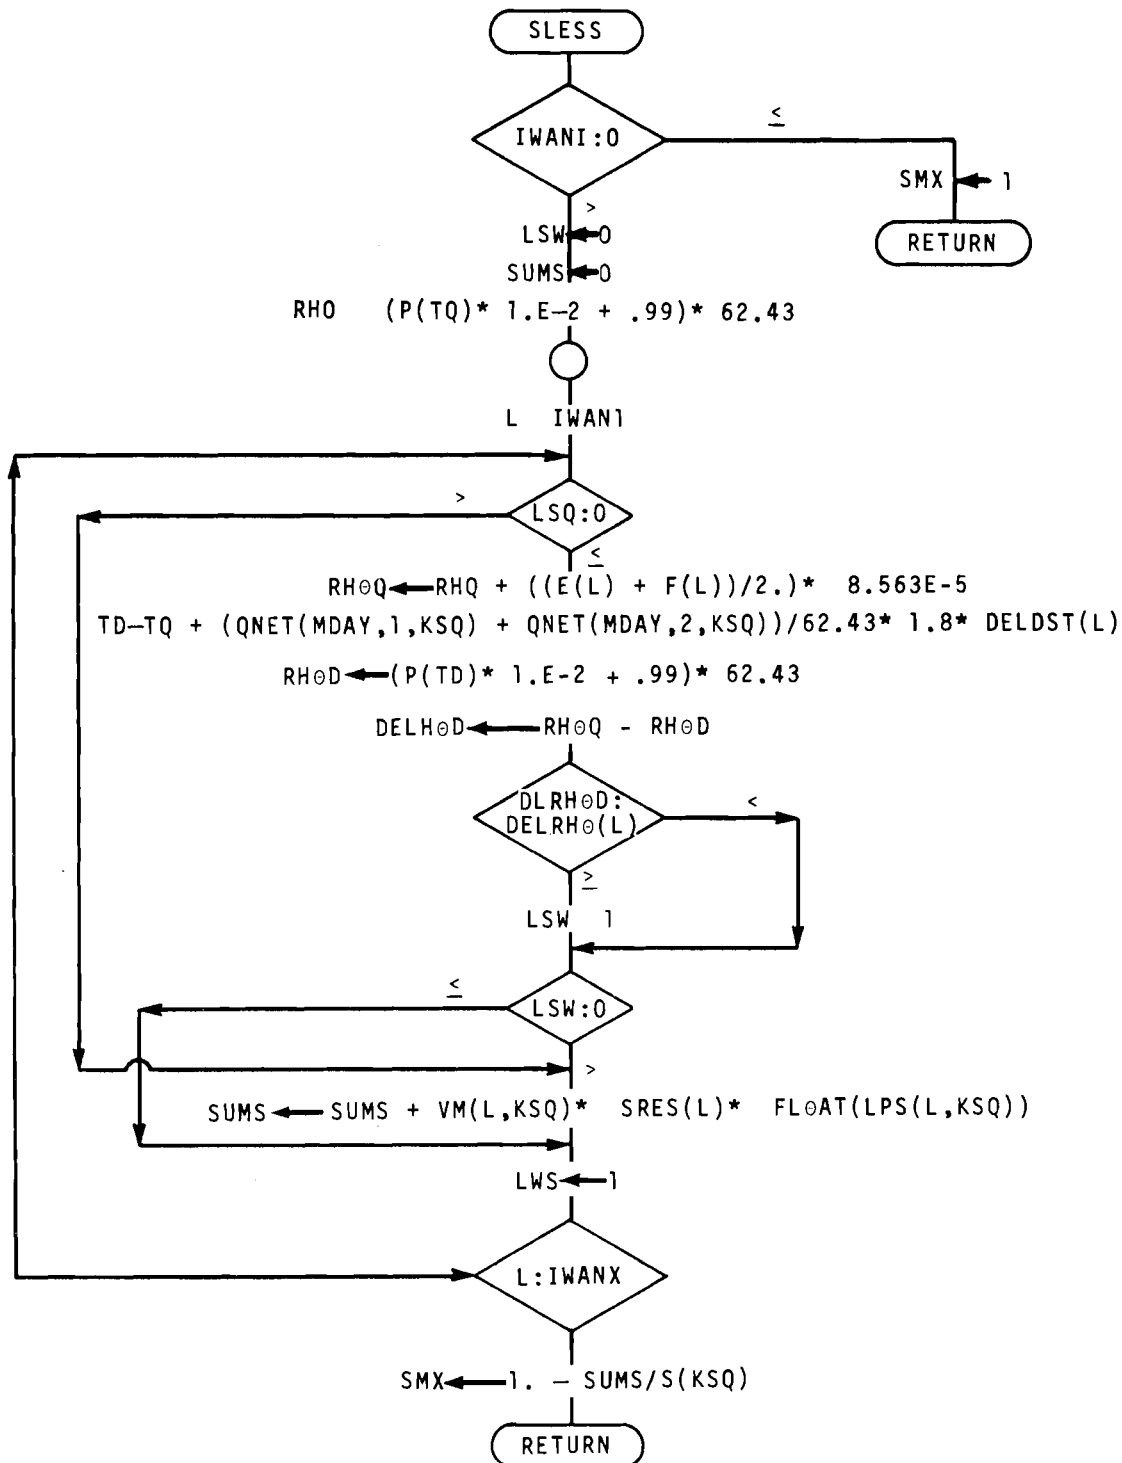 SLESS
IWANI:0
≤
SMX ← 1
RETURN
>
LSW ← 0
SUMS ← 0
RHO (P(TQ)* 1.E-2 + .99)* 62.43
L IWAN1
>
LSQ:0
≤
RHΘQ ← RHQ + ((E(L) + F(L))/2.)* 8.563E-5
TD-TQ + (QNET(MDAY,1,KSQ) + QNET(MDAY,2,KSQ))/62.43* 1.8* DELDST(L)
RHΘD ← (P(TD)* 1.E-2 + .99)* 62.43
DELHΘD ← RHΘQ - RHΘD
DLRHΘD:
DELRHΘ(L)
<
≥
LSW 1
≤
LSW:0
>
SUMS ← SUMS + VM(L,KSQ)* SRES(L)* FLΘAT(LPS(L,KSQ))
LWS ← 1
L:IWANX
SMX ← 1. - SUMS/S(KSQ)
RETURN